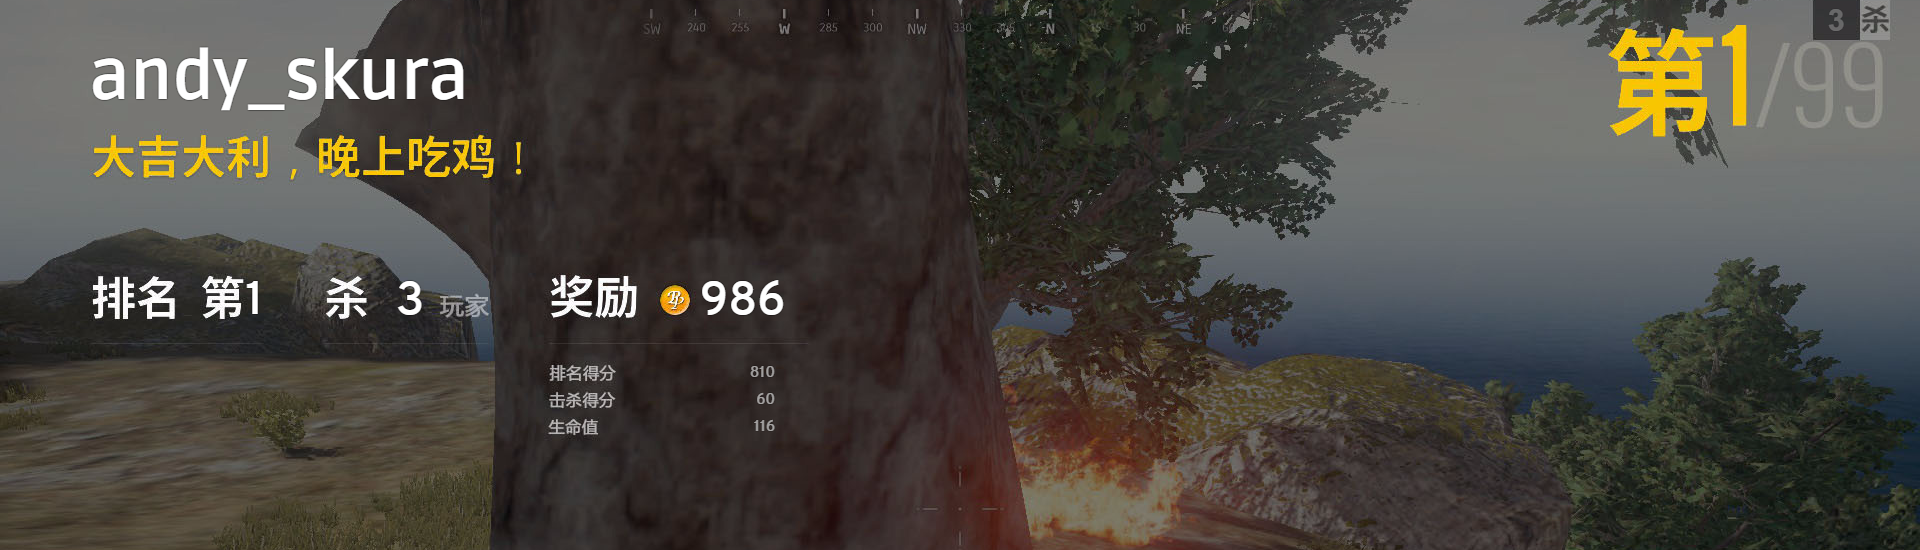 SW 240 255 W 285 300 NW 330 345 N 15 30 NE
3 杀
andy_skura
第1/99
大吉大利，晚上吃鸡！
排名 第1 杀 3 玩家
奖励 986
排名得分 810
击杀得分 60
生命值 116